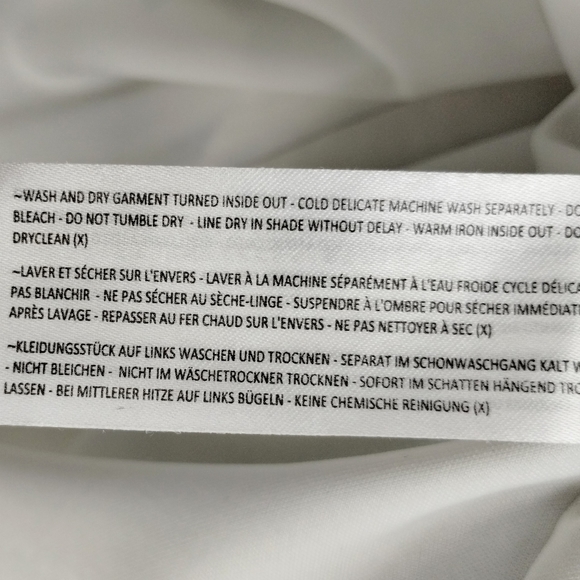 ~WASH AND DRY GARMENT TURNED INSIDE OUT - COLD DELICATE MACHINE WASH SEPARATELY - DO
BLEACH - DO NOT TUMBLE DRY - LINE DRY IN SHADE WITHOUT DELAY - WARM IRON INSIDE OUT - DO
DRYCLEAN (X)
~LAVER ET SÉCHER SUR L'ENVERS - LAVER À LA MACHINE SÉPARÉMENT À L'EAU FROIDE CYCLE DÉLICA
PAS BLANCHIR - NE PAS SÉCHER AU SÈCHE-LINGE - SUSPENDRE À L'OMBRE POUR SÉCHER IMMÉDIAT
APRÈS LAVAGE - REPASSER AU FER CHAUD SUR L'ENVERS - NE PAS NETTOYER À SEC (X)
~KLEIDUNGSSTÜCK AUF LINKS WASCHEN UND TROCKNEN - SEPARAT IM SCHONWASCHGANG KALT W
- NICHT BLEICHEN - NICHT IM WÄSCHETROCKNER TROCKNEN - SOFORT IM SCHATTEN HÄNGEND TRO
LASSEN - BEI MITTLERER HITZE AUF LINKS BÜGELN - KEINE CHEMISCHE REINIGUNG (X)